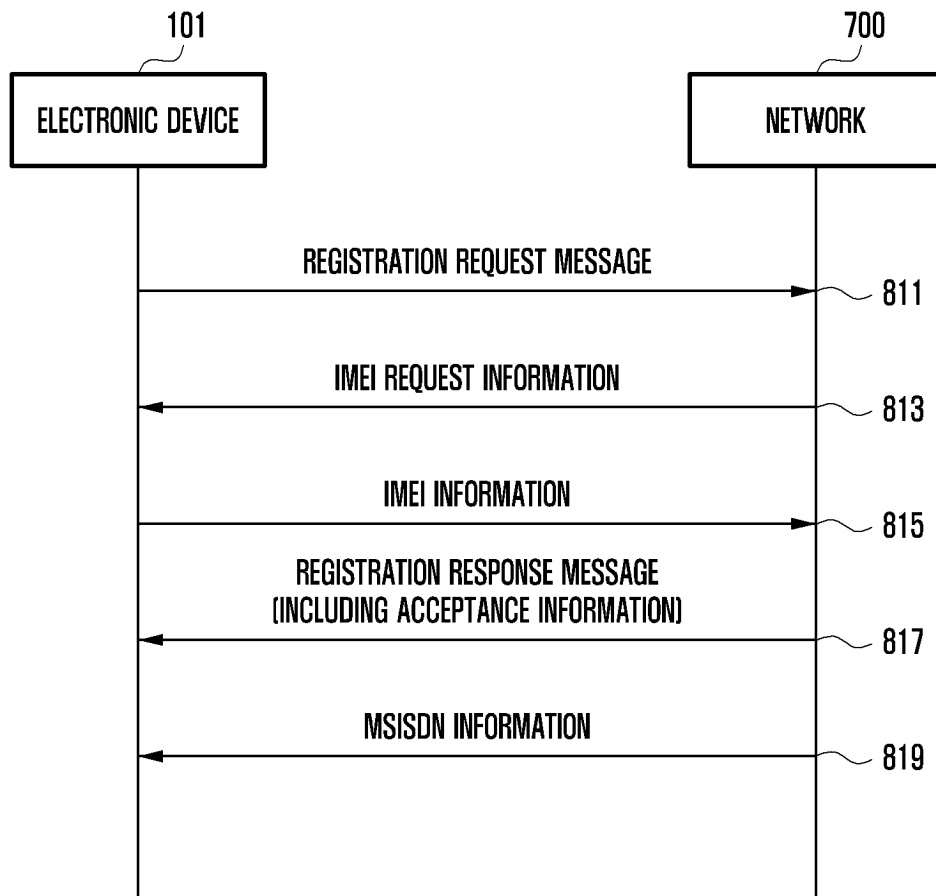 101
700
ELECTRONIC DEVICE
NETWORK
REGISTRATION REQUEST MESSAGE
811
IMEI REQUEST INFORMATION
813
IMEI INFORMATION
815
REGISTRATION RESPONSE MESSAGE
(INCLUDING ACCEPTANCE INFORMATION)
817
MSISDN INFORMATION
819